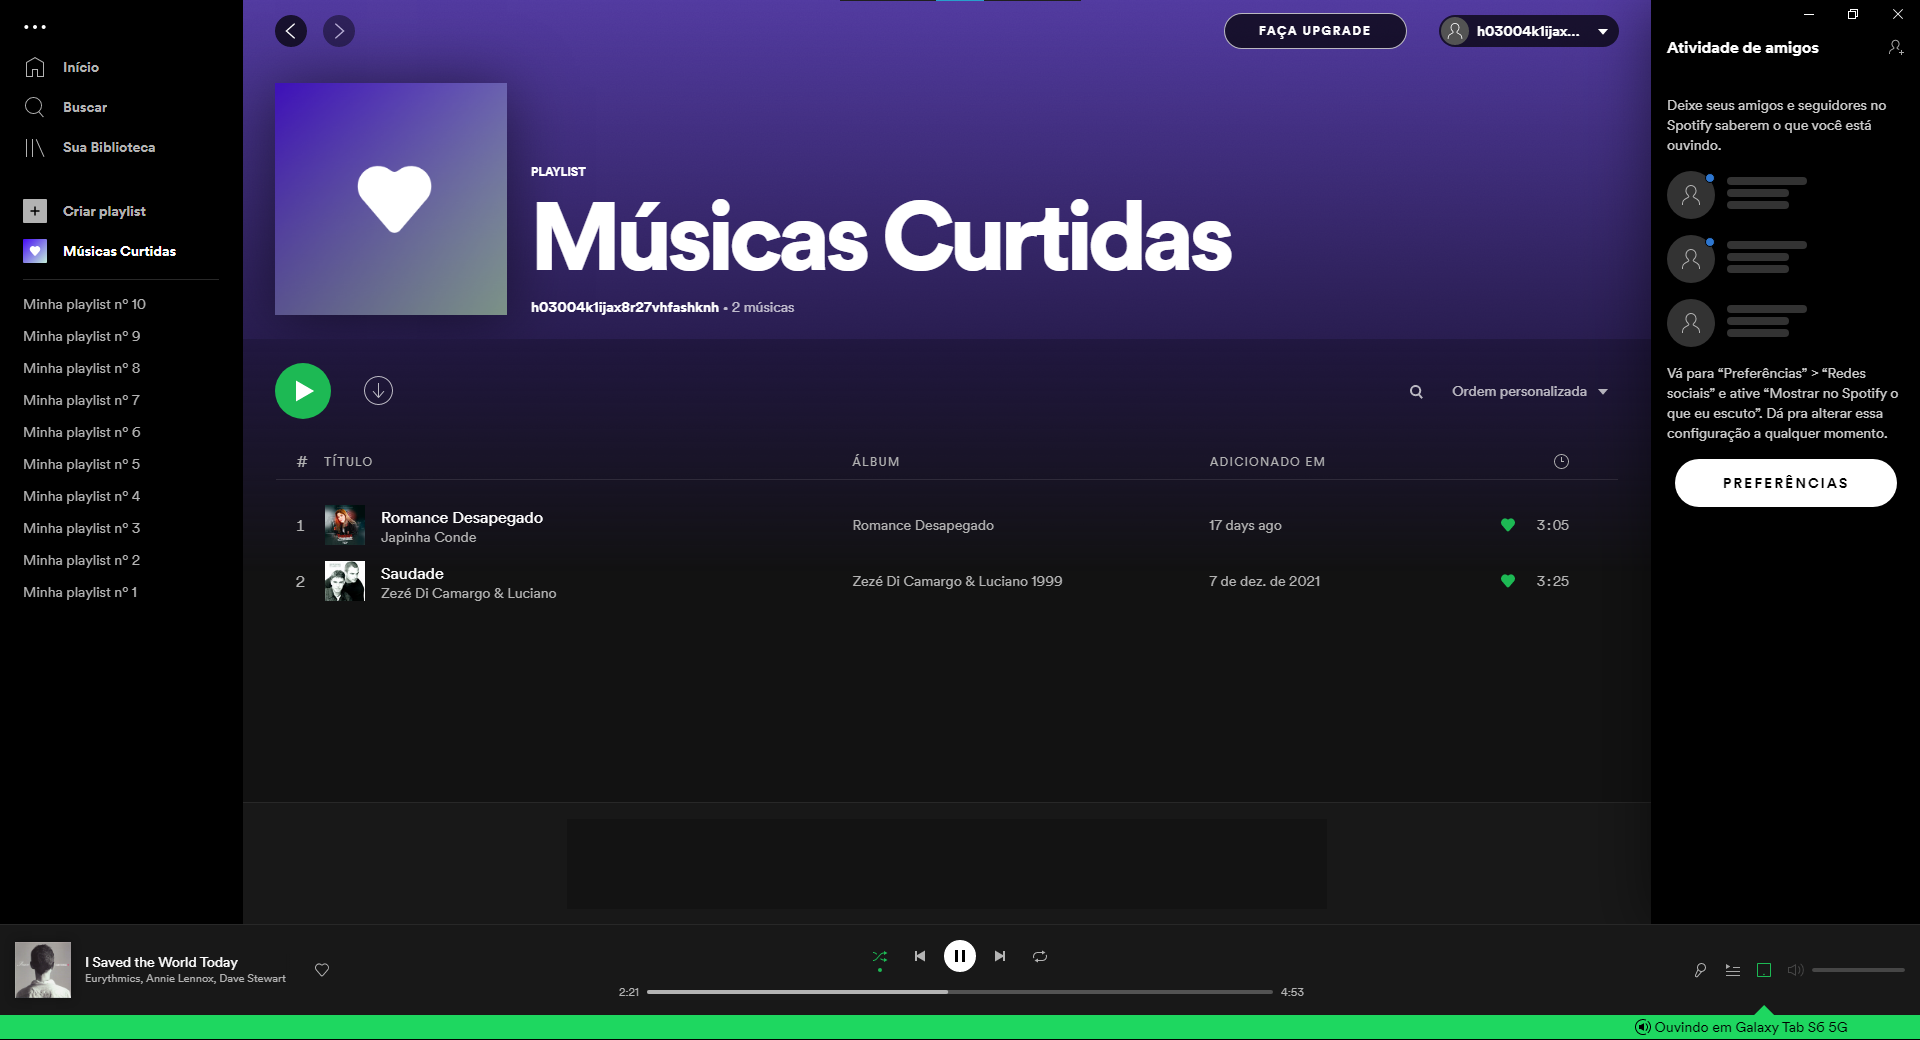 Início
Buscar
Sua Biblioteca
Criar playlist
Músicas Curtidas
Minha playlist nº 10
Minha playlist nº 9
Minha playlist nº 8
Minha playlist nº 7
Minha playlist nº 6
Minha playlist nº 5
Minha playlist nº 4
Minha playlist nº 3
Minha playlist nº 2
Minha playlist nº 1
FAÇA UPGRADE
h03004k1ijax...
PLAYLIST
Músicas Curtidas
h03004k1ijax8r27vhfashknh • 2 músicas
Ordem personalizada
# TÍTULO ÁLBUM ADICIONADO EM
1 Romance Desapegado Romance Desapegado 17 days ago 3:05
Japinha Conde
2 Saudade Zezé Di Camargo & Luciano 1999 7 de dez. de 2021 3:25
Zezé Di Camargo & Luciano
Atividade de amigos
Deixe seus amigos e seguidores no
Spotify saberem o que você está
ouvindo.
Vá para “Preferências” > “Redes
sociais” e ative “Mostrar no Spotify o
que eu escuto”. Dá pra alterar essa
configuração a qualquer momento.
PREFERÊNCIAS
I Saved the World Today
Eurythmics, Annie Lennox, Dave Stewart
2:21
4:53
Ouvindo em Galaxy Tab S6 5G